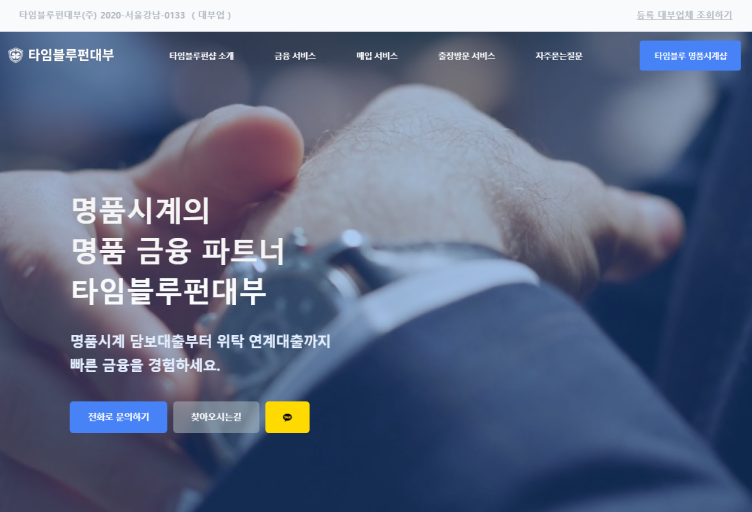 타임블루펀대부(주) 2020-서울강남-0133 ( 대부업 )
등록 대부업체 조회하기
타임블루펀대부
타임블루펀샵 소개
금융 서비스
매입 서비스
출장방문 서비스
자주묻는질문
타임블루 명품시계샵
명품시계의
명품 금융 파트너
타임블루펀대부
명품시계 담보대출부터 위탁 연계대출까지
빠른 금융을 경험하세요.
전화로 문의하기
찾아오시는길